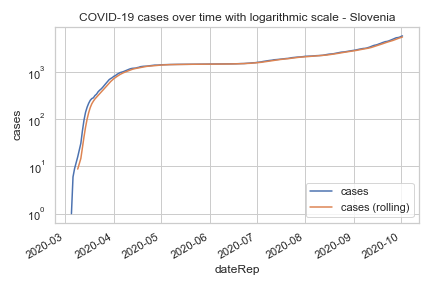 COVID-19 cases over time with logarithmic scale - Slovenia
cases
10³
10²
10¹
10⁰
cases
cases (rolling)
2020-03
2020-04
2020-05
2020-06
2020-07
2020-08
2020-09
2020-10
dateRep